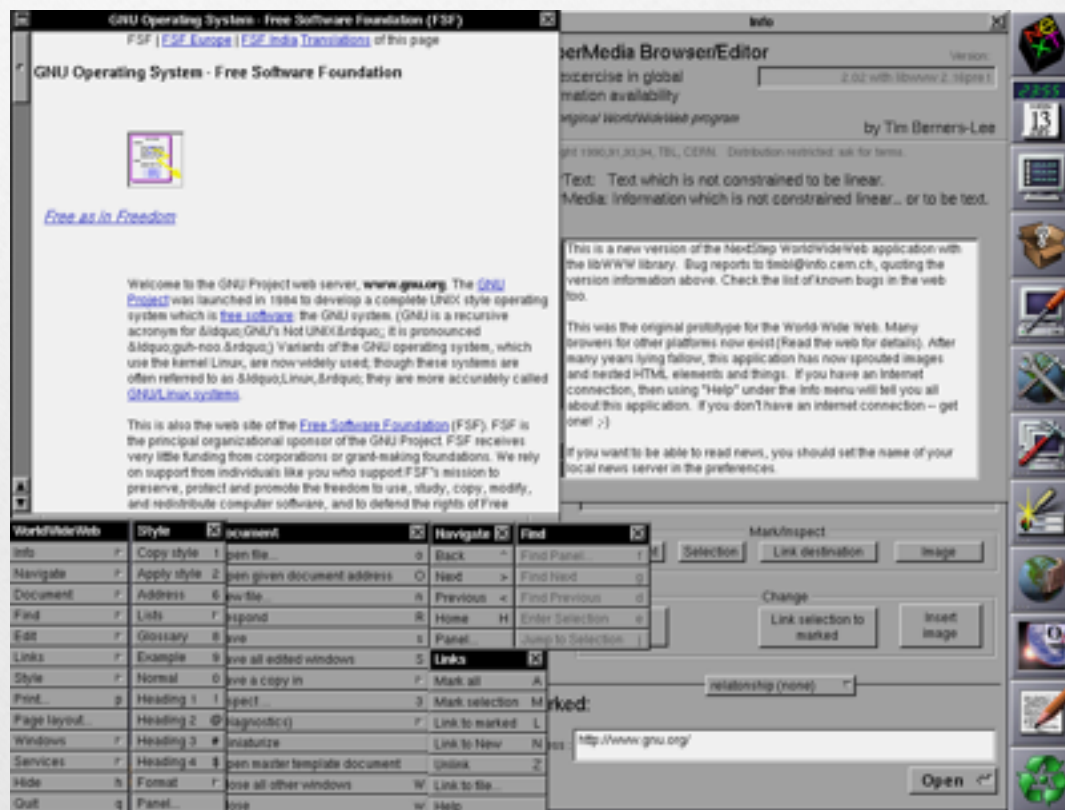 GNU Operating System - Free Software Foundation (FSF)
FSF | FSF Europe | FSF India Translations of this page
GNU Operating System - Free Software Foundation
Free as in Freedom
Welcome to the GNU Project web server, www.gnu.org. The GNU
Project was launched in 1984 to develop a complete UNIX style operating
system which is free software: the GNU system. (GNU is a recursive
acronym for &ldquo;GNU's Not UNIX&rdquo;; it is pronounced
&ldquo;guh-noo.&rdquo;) Variants of the GNU operating system, which
use the kernel Linux, are now widely used; though these systems are
often referred to as &ldquo;Linux,&rdquo; they are more accurately called
GNU/Linux systems.
This is also the web site of the Free Software Foundation (FSF). FSF is
the principal organizational sponsor of the GNU Project. FSF receives
very little funding from corporations or grant-making foundations. We rely
on support from individuals like you who support FSF's mission to
preserve, protect and promote the freedom to use, study, copy, modify,
and redistribute computer software, and to defend the rights of Free
Info
perMedia Browser/Editor
Version:
excercise in global
2.02 with libwww
mation availability
original WorldWideWeb program
by Tim Berners-Lee
TBL, CERN. Distribution restricted: ask for terms.
Text: Text which is not constrained to be linear.
Media: Information which is not constrained linear... or to be text.
This is a new version of the NextStep WorldWideWeb application with
the libWWW library. Bug reports to timbl@info.cern.ch, quoting the
version information above. Check the list of known bugs in the web
too.
This was the original prototype for the World Wide Web. Many
browers for other platforms now exist (Read the web for details). After
many years lying fallow, this application has now sprouted images
and nested HTML elements and things. If you have an Internet
connection, then using "Help" under the Info menu will tell you all
about this application. If you don't have an internet connection -- get
one! ;-)
If you want to be able to read news, you should set the name of your
local news server in the preferences.
WorldWideWeb
Info
Navigate
Document
Find
Edit
Links
Style
Print... p
Page layout...
Windows
Services
Hide h
Quit q
Style
Copy style 1
Apply style 2
Address 6
Lists
Glossary 8
Example 9
Normal 0
Heading 1 !
Heading 2 @
Heading 3 #
Heading 4 $
Format
Panel...
ocument
pen file... o
pen given document address O
ew file... n
espond R
ave s
ave all edited windows S
ave a copy in
spect... 3
iagnostics)
iniaturize
pen master template document
lose all other windows W
lose w
Navigate
Back ^
Next >
Previous <
Home H
Panel...
Links
Mark all A
Mark selection M
Link to marked L
Link to New N
Unlink Z
Link to file...
Help
Find
Find Panel... f
Find Next g
Find Previous d
Enter Selection e
Jump to Selection j
Mark/Inspect
Selection
Link destination
Image
Change
Link selection to
marked
Insert
image
relationship (none)
rked:
http://www.gnu.org/
Open
13